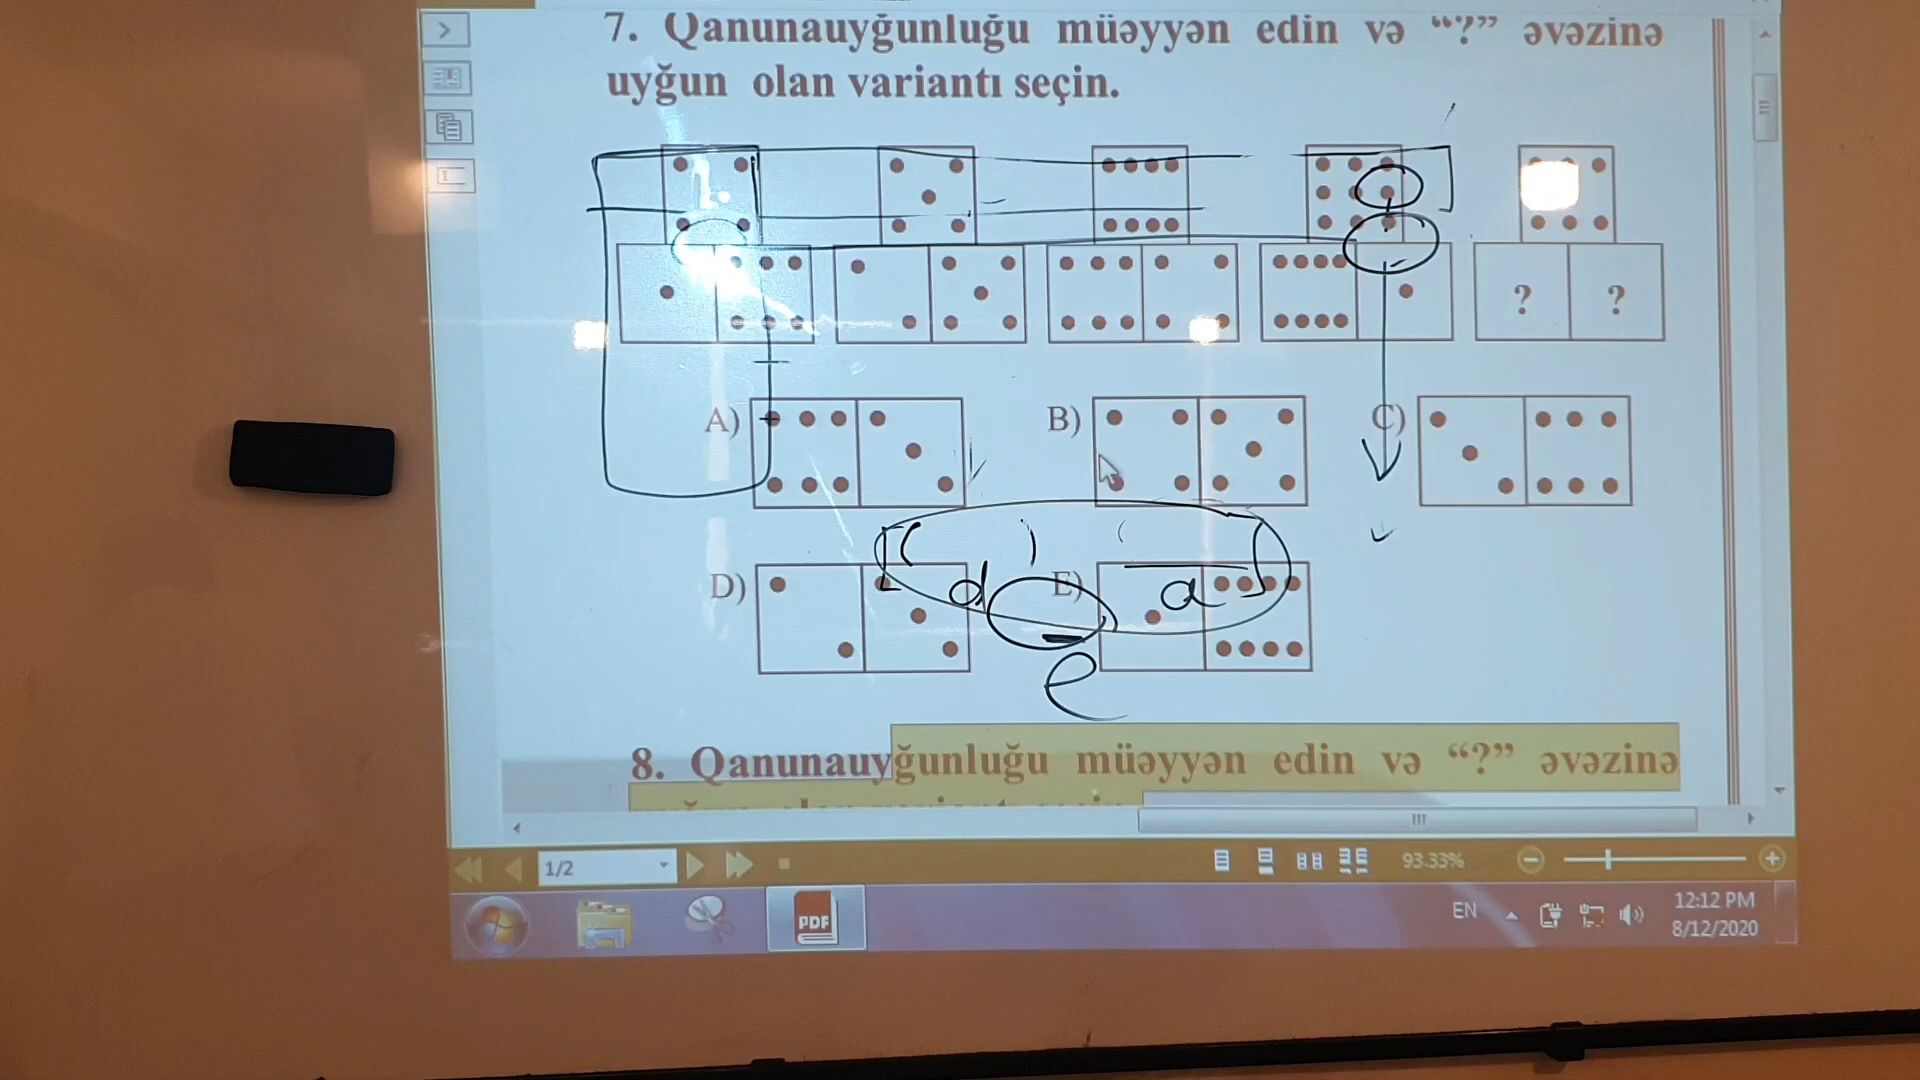 7. Qanunauyğunluğu müəyyən edin və “?” əvəzinə
uyğun olan variantı seçin.
? ?
A) B) C)
D) E)
d a
e
8. Qanunauyğunluğu müəyyən edin və “?” əvəzinə
1/2
93.33%
PDF
EN
12:12 PM
8/12/2020